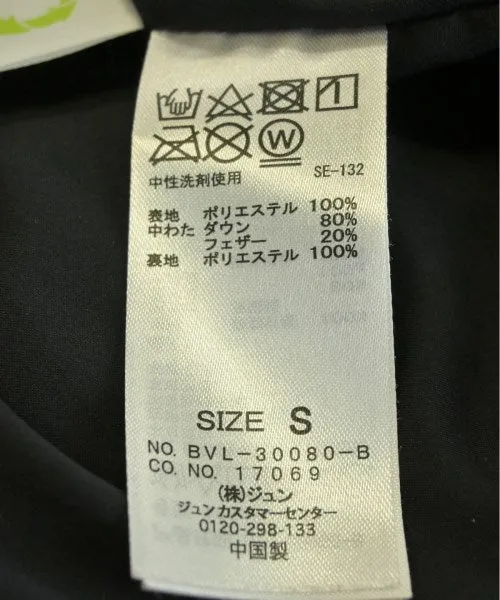 W
中性洗剤使用 SE-132
表地 ポリエステル 100%
中わた ダウン 80%
フェザー 20%
裏地 ポリエステル 100%
SIZE S
NO. BVL-30080-B
CO. NO. 17069
(株)ジュン
ジュン カスタマーセンター
0120-298-133
中国製